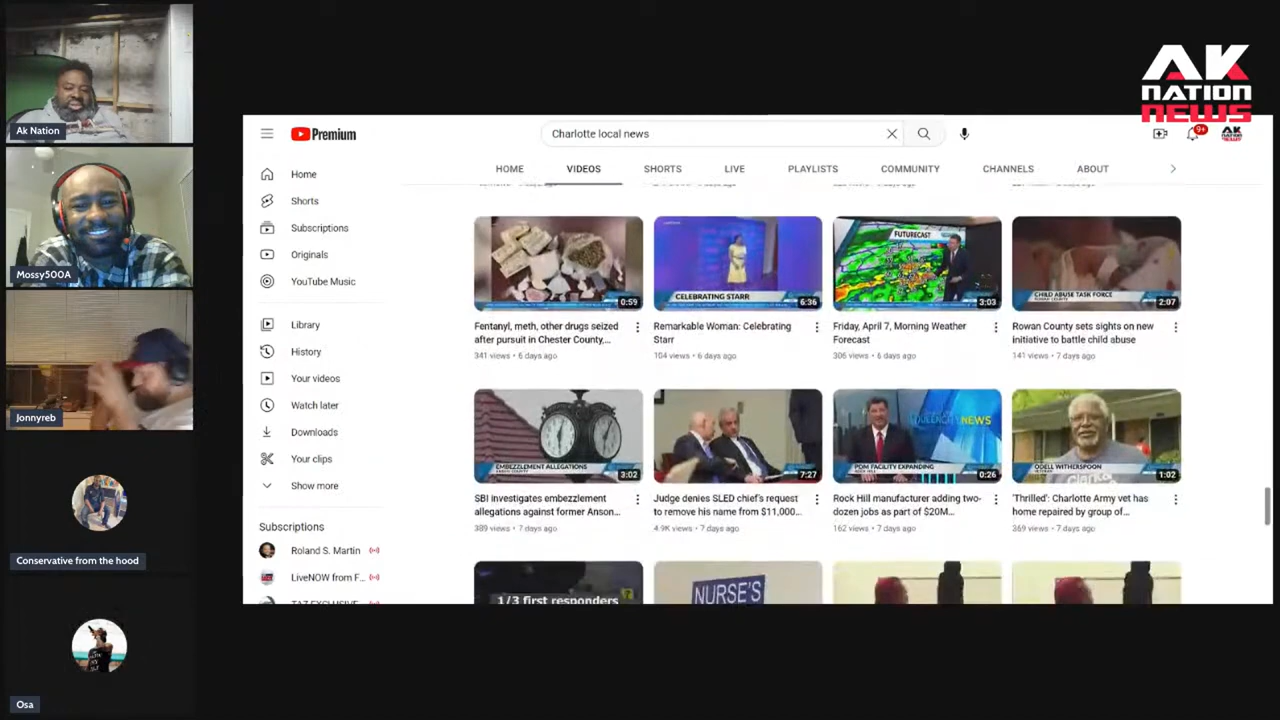 Ak Nation
Mossy500A
Jonnyreb
Conservative from the hood
Osa
AK
NATION
NEWS
Premium
Charlotte local news
9+
HOME
VIDEOS
SHORTS
LIVE
PLAYLISTS
COMMUNITY
CHANNELS
ABOUT
Home
Shorts
Subscriptions
Originals
YouTube Music
Library
History
Your videos
Watch later
Downloads
Your clips
Show more
Subscriptions
Roland S. Martin
LiveNOW from F...
TAZ EXCLUSIVE
0:59
Fentanyl, meth, other drugs seized
after pursuit in Chester County,...
341 views • 6 days ago
CELEBRATING STARR
6:36
Remarkable Woman: Celebrating
Starr
104 views • 6 days ago
FUTURECAST
3:03
Friday, April 7, Morning Weather
Forecast
306 views • 6 days ago
CHILD ABUSE TASK FORCE
2:07
Rowan County sets sights on new
initiative to battle child abuse
141 views • 7 days ago
EMBEZZLEMENT ALLEGATIONS
3:02
SBI investigates embezzlement
allegations against former Anson...
389 views • 7 days ago
7:27
Judge denies SLED chief's request
to remove his name from $11,000...
4.9K views • 7 days ago
QUEEN CITY NEWS
PDM FACILITY EXPANDING
ROCK HILL
0:26
Rock Hill manufacturer adding two-
dozen jobs as part of $20M...
162 views • 7 days ago
ODELL WITHERSPOON
1:02
'Thrilled': Charlotte Army vet has
home repaired by group of...
369 views • 7 days ago
1/3 first responders
NURSE'S